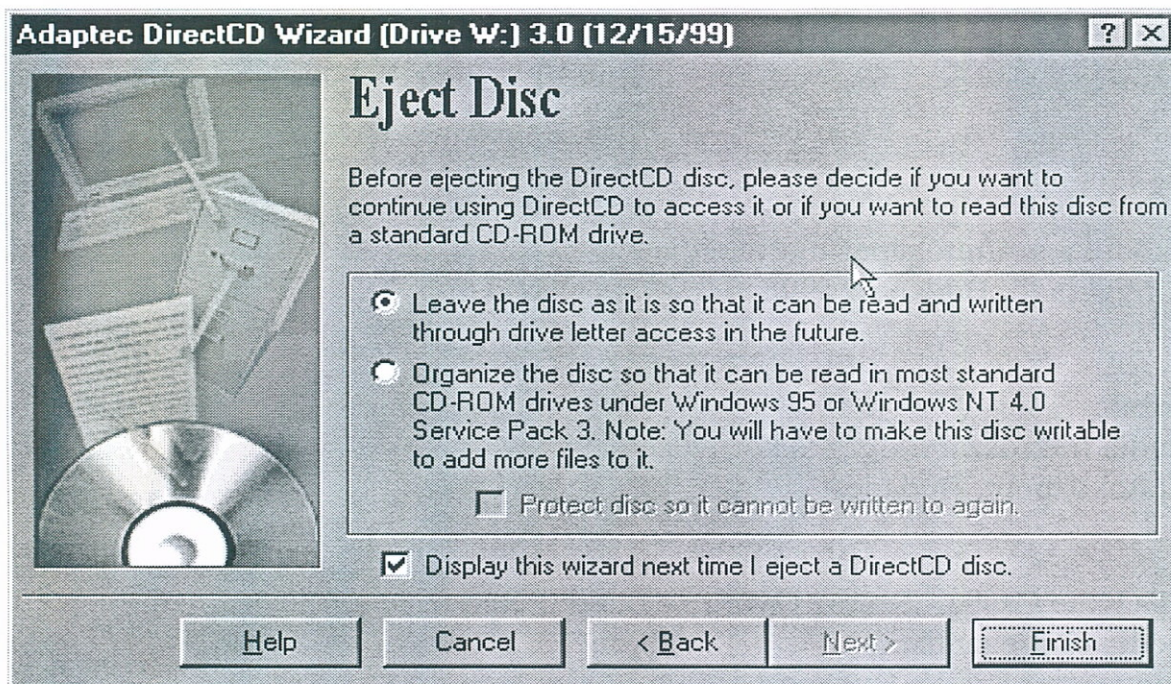 Adaptec DirectCD Wizard (Drive W:) 3.0 (12/15/99)
Eject Disc
Before ejecting the DirectCD disc, please decide if you want to
continue using DirectCD to access it or if you want to read this disc from
a standard CD-ROM drive.
Leave the disc as it is so that it can be read and written
through drive letter access in the future.
Organize the disc so that it can be read in most standard
CD-ROM drives under Windows 95 or Windows NT 4.0
Service Pack 3. Note: You will have to make this disc writable
to add more files to it.
Protect disc so it cannot be written to again.
Display this wizard next time I eject a DirectCD disc.
Help
Cancel
< Back
Next >
Finish